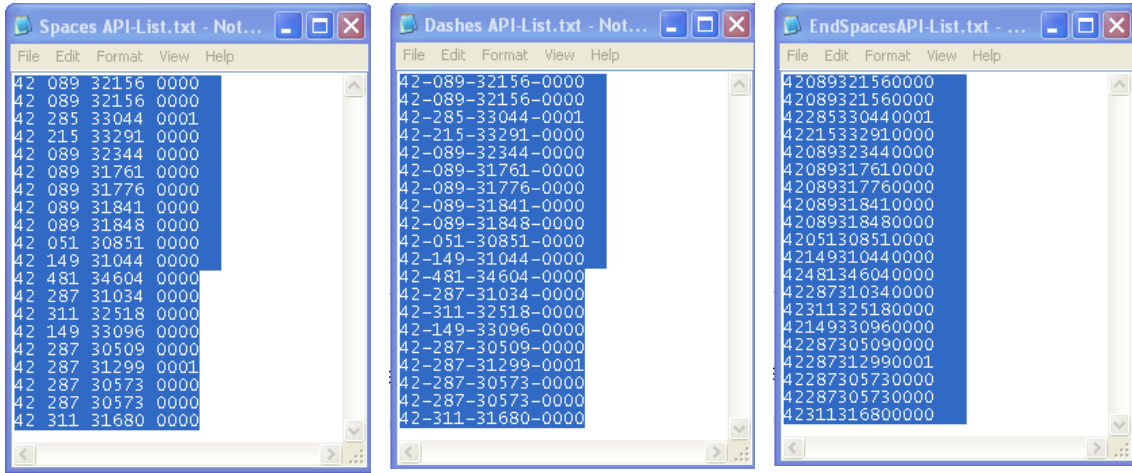 Spaces API-List.txt - Not...
File Edit Format View Help
42 089 32156 0000
42 089 32156 0000
42 285 33044 0001
42 215 33291 0000
42 089 32344 0000
42 089 31761 0000
42 089 31776 0000
42 089 31841 0000
42 089 31848 0000
42 051 30851 0000
42 149 31044 0000
42 481 34604 0000
42 287 31034 0000
42 311 32518 0000
42 149 33096 0000
42 287 30509 0000
42 287 31299 0001
42 287 30573 0000
42 287 30573 0000
42 311 31680 0000
Dashes API-List.txt - Not...
File Edit Format View Help
42-089-32156-0000
42-089-32156-0000
42-285-33044-0001
42-215-33291-0000
42-089-32344-0000
42-089-31761-0000
42-089-31776-0000
42-089-31841-0000
42-089-31848-0000
42-051-30851-0000
42-149-31044-0000
42-481-34604-0000
42-287-31034-0000
42-311-32518-0000
42-149-33096-0000
42-287-30509-0000
42-287-31299-0001
42-287-30573-0000
42-287-30573-0000
42-311-31680-0000
EndSpacesAPI-List.txt - ...
File Edit Format View Help
42089321560000
42089321560000
42285330440001
42215332910000
42089323440000
42089317610000
42089317760000
42089318410000
42089318480000
42051308510000
42149310440000
42481346040000
42287310340000
42311325180000
42149330960000
42287305090000
42287312990001
42287305730000
42287305730000
42311316800000